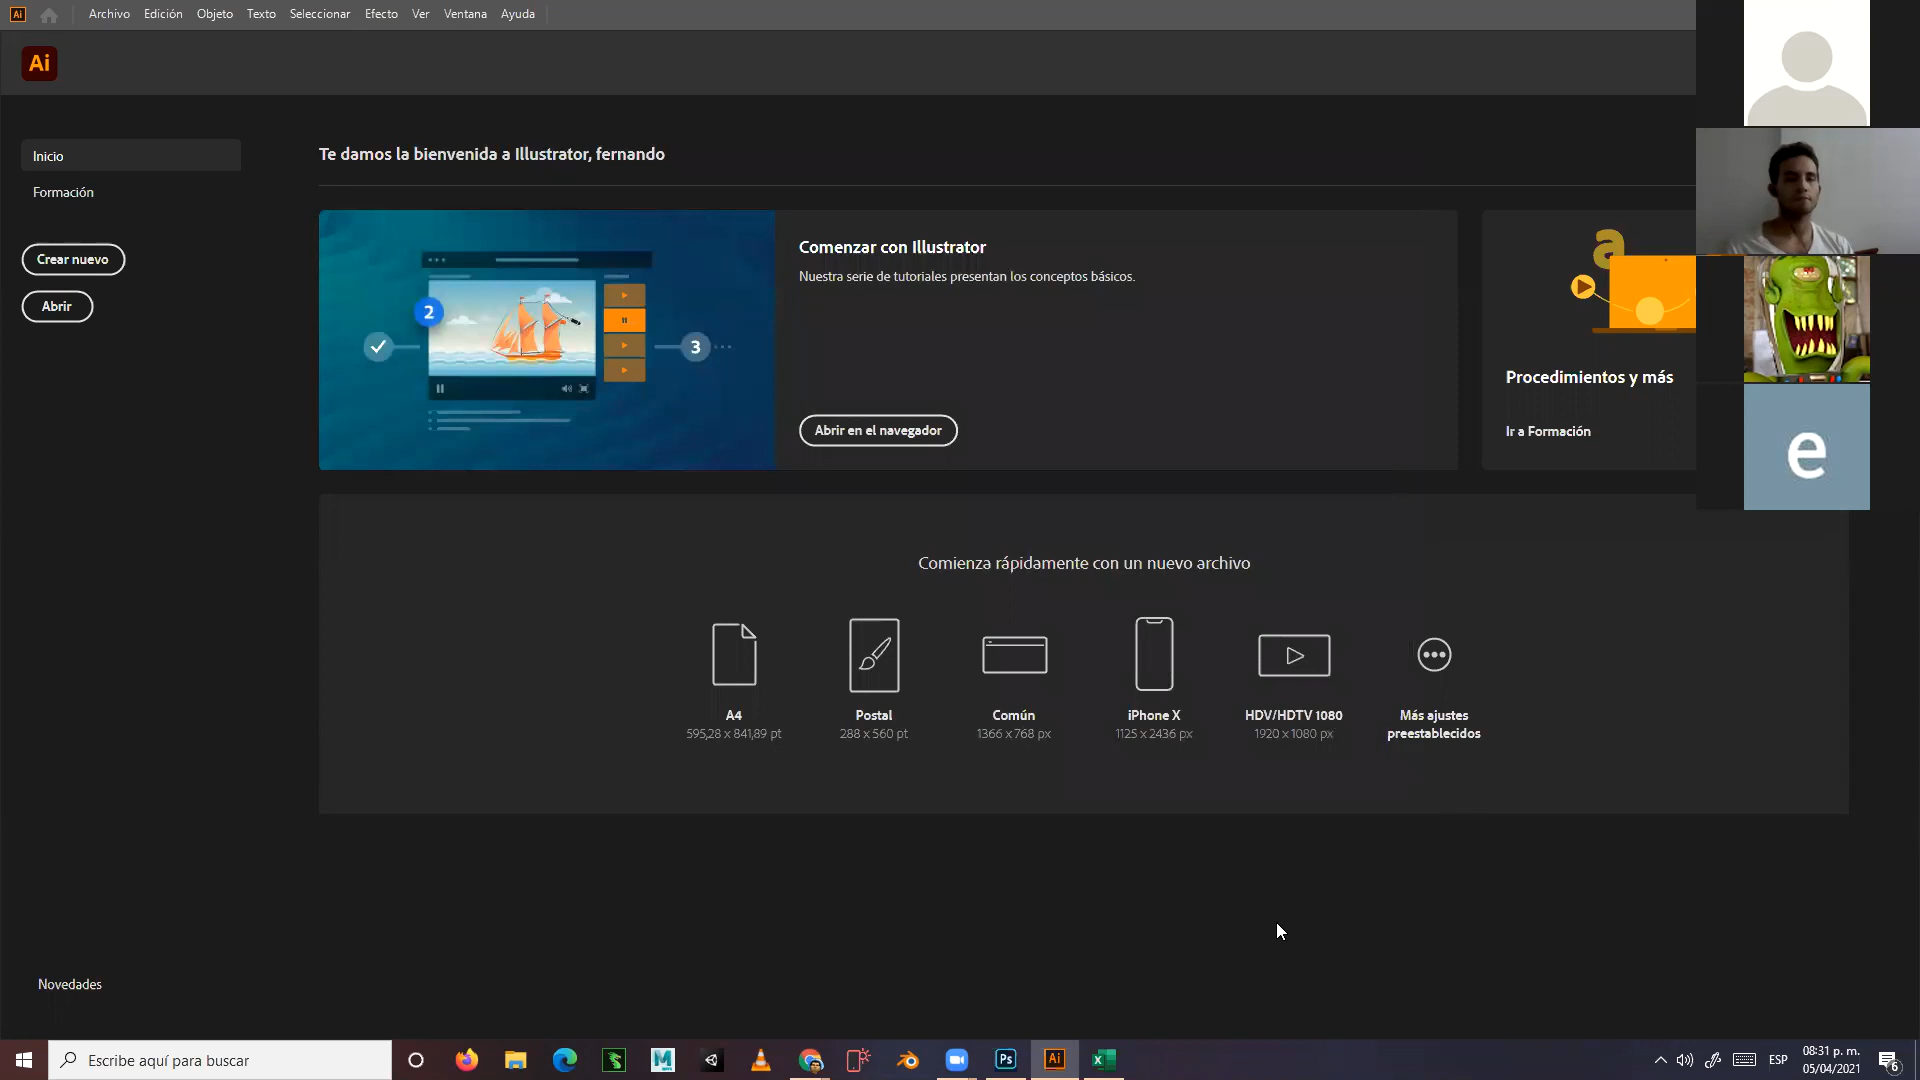 Ai
Archivo Edición Objeto Texto Seleccionar Efecto Ver Ventana Ayuda
Ai
Inicio
Formación
Crear nuevo
Abrir
Te damos la bienvenida a Illustrator, fernando
2
3
Comenzar con Illustrator
Nuestra serie de tutoriales presentan los conceptos básicos.
Abrir en el navegador
a
Procedimientos y más
Ir a Formación
e
Comienza rápidamente con un nuevo archivo
A4
595,28 x 841,89 pt
Postal
288 x 560 pt
Común
1366 x 768 px
iPhone X
1125 x 2436 px
HDV/HDTV 1080
1920 x 1080 px
Más ajustes
preestablecidos
Novedades
Escribe aquí para buscar
M
Ps
Ai
X
ESP
08:31 p. m.
05/04/2021
6